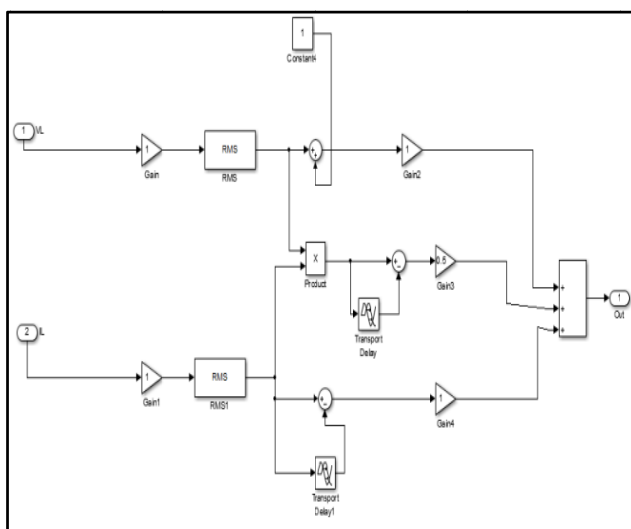 1
Constant4
1 VL
1
Gain
RMS
RMS
+
+
1
Gain2
X
Product
+
−
0.5
Gain3
Transport
Delay
+
+
+
1
Out
2 IL
1
Gain1
RMS
RMS1
+
−
1
Gain4
Transport
Delay1